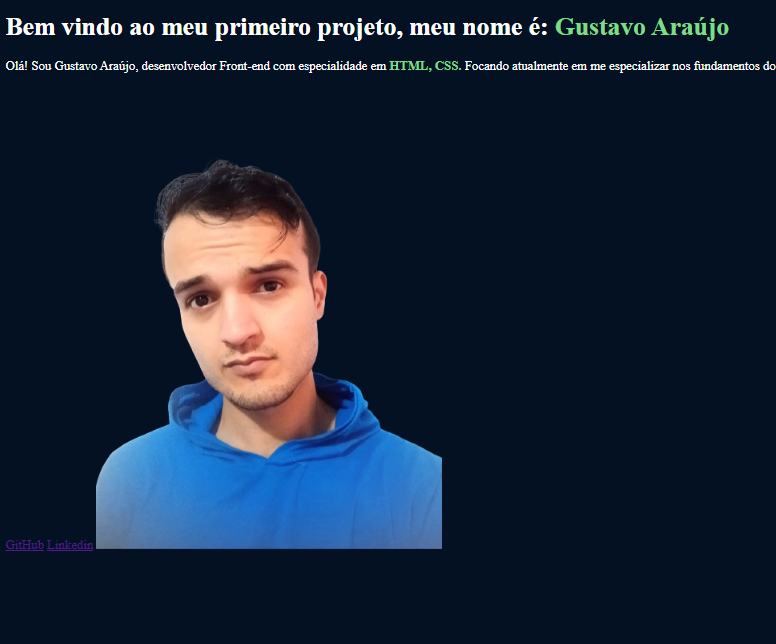 Bem vindo ao meu primeiro projeto, meu nome é: Gustavo Araújo
Olá! Sou Gustavo Araújo, desenvolvedor Front-end com especialidade em HTML, CSS. Focando atualmente em me especializar nos fundamentos do
GitHub Linkedin